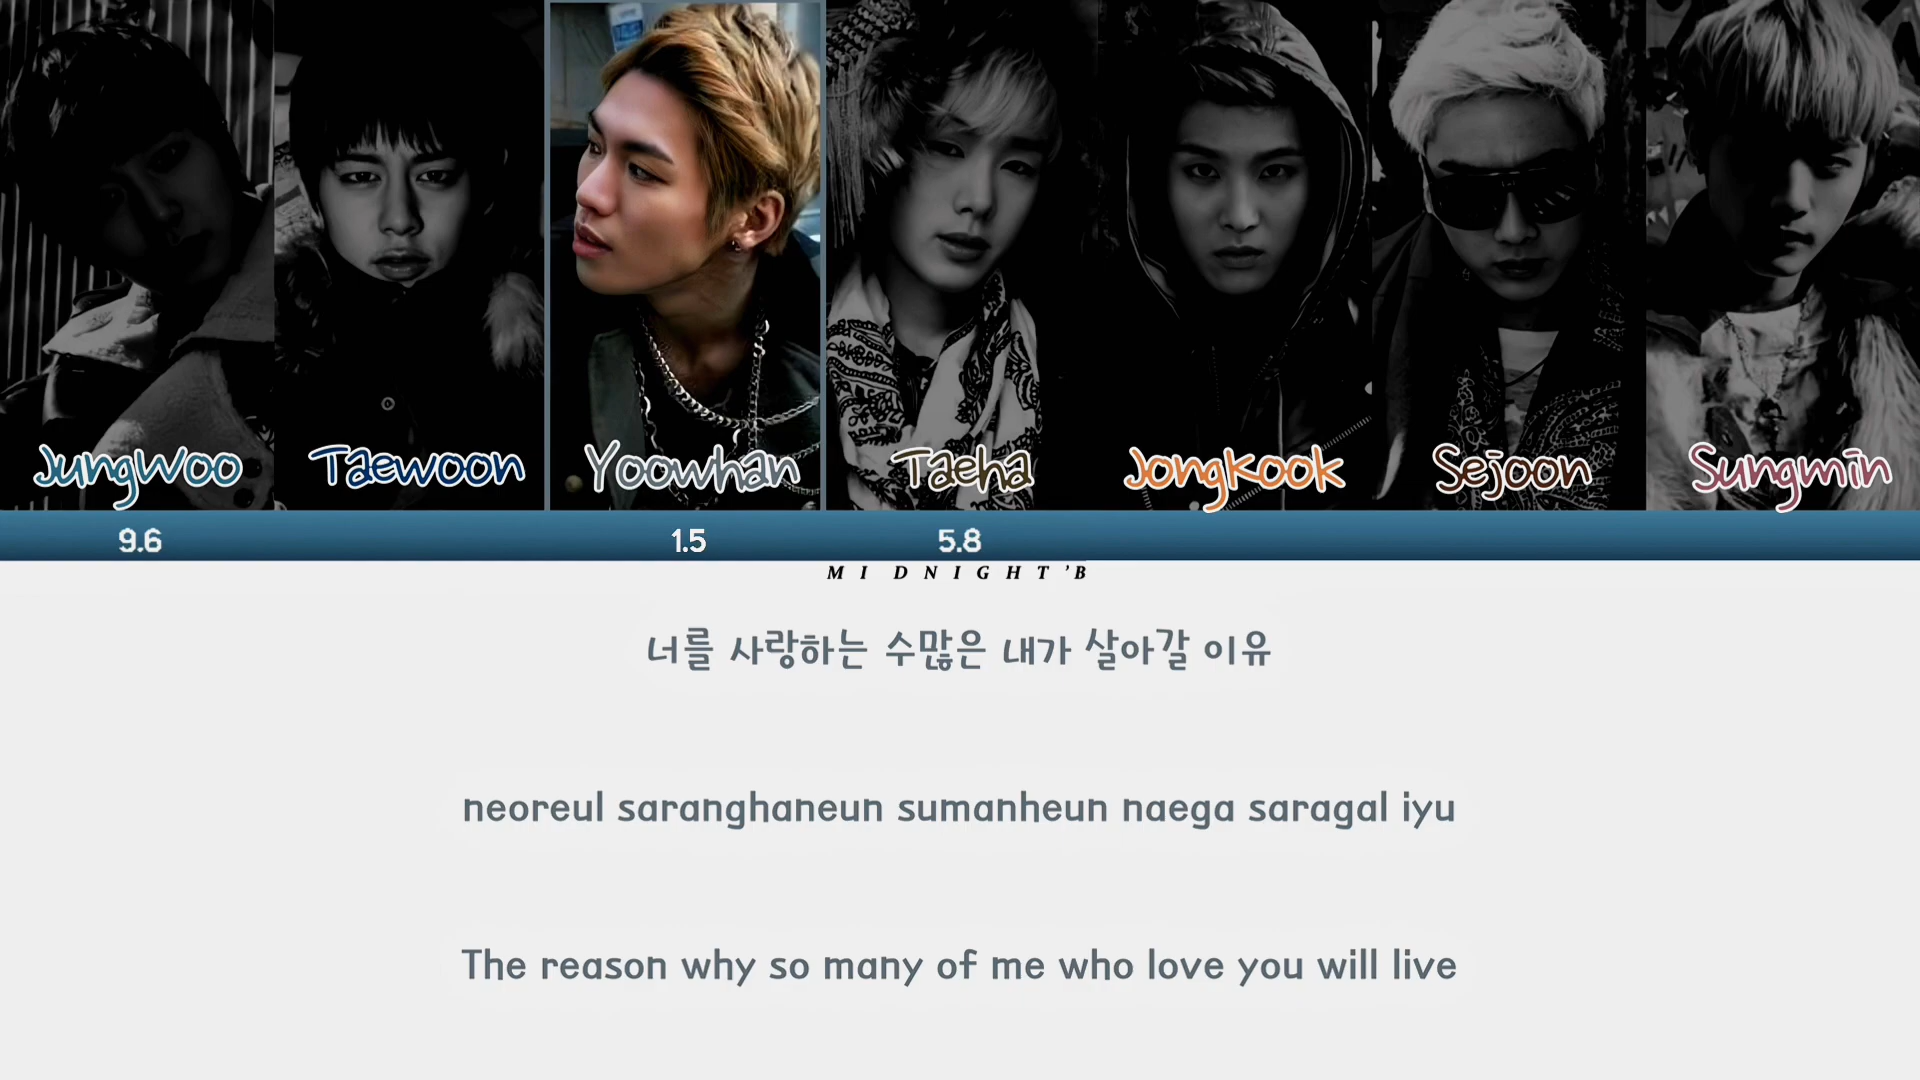 JungWoo Taewoon Yoowhan Taeha JongKook Sejoon Sungmin
9.6 1.5 5.8
MIDNIGHT'B
너를 사랑하는 수많은 내가 살아갈 이유
neoreul saranghaneun sumanheun naega saragal iyu
The reason why so many of me who love you will live